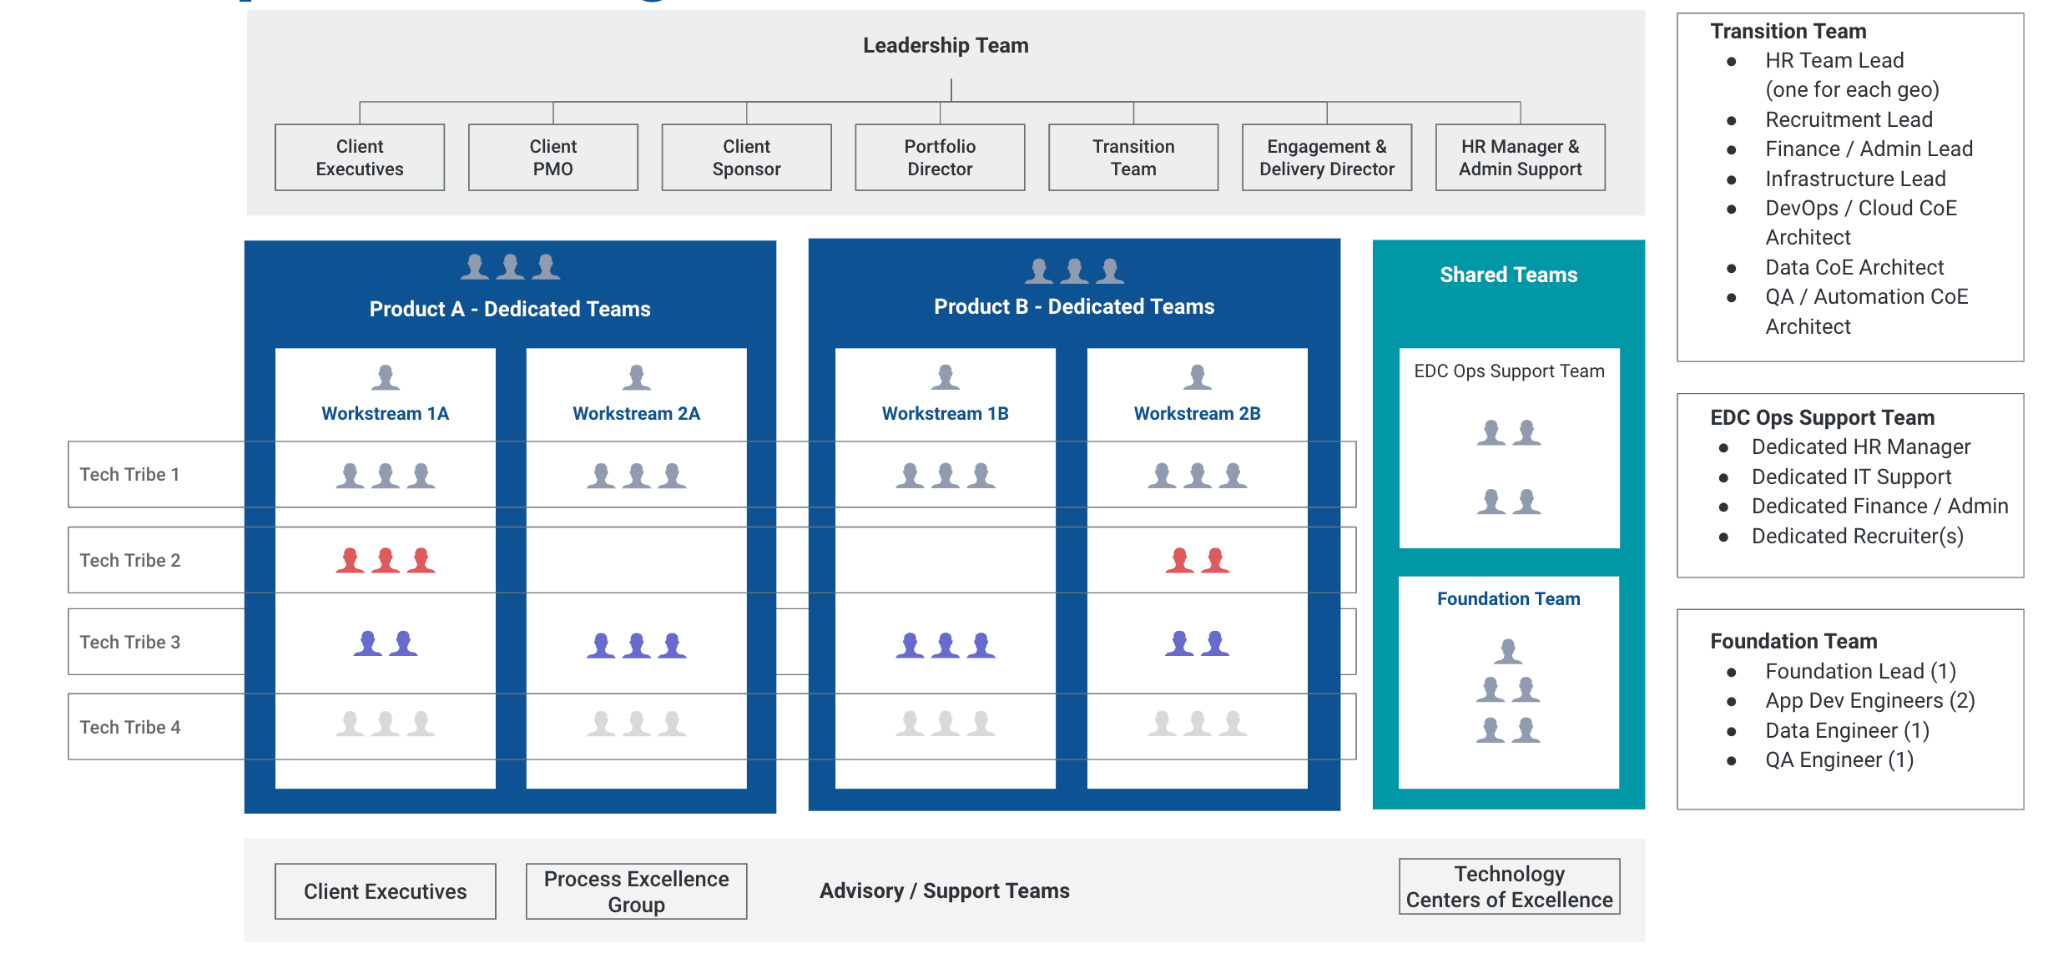 Leadership Team
Client
Executives
Client
PMO
Client
Sponsor
Portfolio
Director
Transition
Team
Engagement &
Delivery Director
HR Manager &
Admin Support
Product A - Dedicated Teams
Workstream 1A
Workstream 2A
Product B - Dedicated Teams
Workstream 1B
Workstream 2B
Tech Tribe 1
Tech Tribe 2
Tech Tribe 3
Tech Tribe 4
Shared Teams
EDC Ops Support Team
Foundation Team
Client Executives
Process Excellence
Group
Advisory / Support Teams
Technology
Centers of Excellence
Transition Team
● HR Team Lead
(one for each geo)
● Recruitment Lead
● Finance / Admin Lead
● Infrastructure Lead
● DevOps / Cloud CoE
Architect
● Data CoE Architect
● QA / Automation CoE
Architect
EDC Ops Support Team
● Dedicated HR Manager
● Dedicated IT Support
● Dedicated Finance / Admin
● Dedicated Recruiter(s)
Foundation Team
● Foundation Lead (1)
● App Dev Engineers (2)
● Data Engineer (1)
● QA Engineer (1)